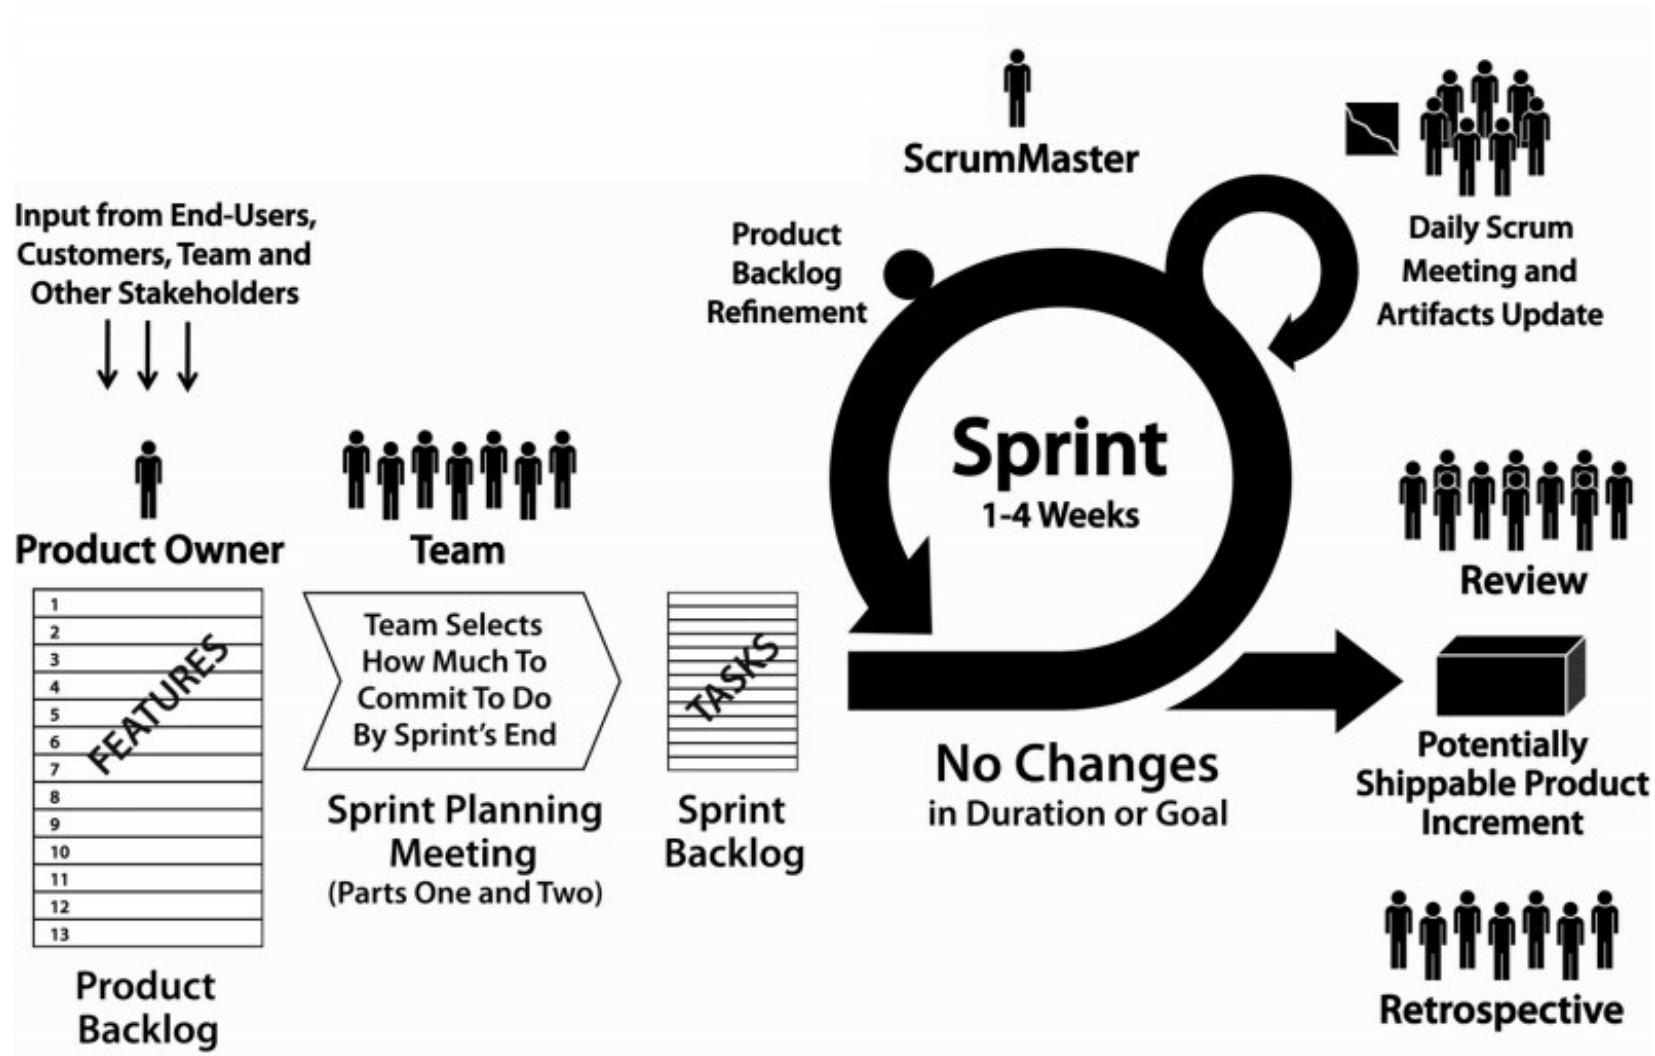 Input from End-Users,
Customers, Team and
Other Stakeholders
Product Owner
1
2
3
4
5
6
7
8
9
10
11
12
13
FEATURES
Product
Backlog
Team
Team Selects
How Much To
Commit To Do
By Sprint's End
Sprint Planning
Meeting
(Parts One and Two)
TASKS
Sprint
Backlog
ScrumMaster
Product
Backlog
Refinement
Sprint
1-4 Weeks
No Changes
in Duration or Goal
Daily Scrum
Meeting and
Artifacts Update
Review
Potentially
Shippable Product
Increment
Retrospective